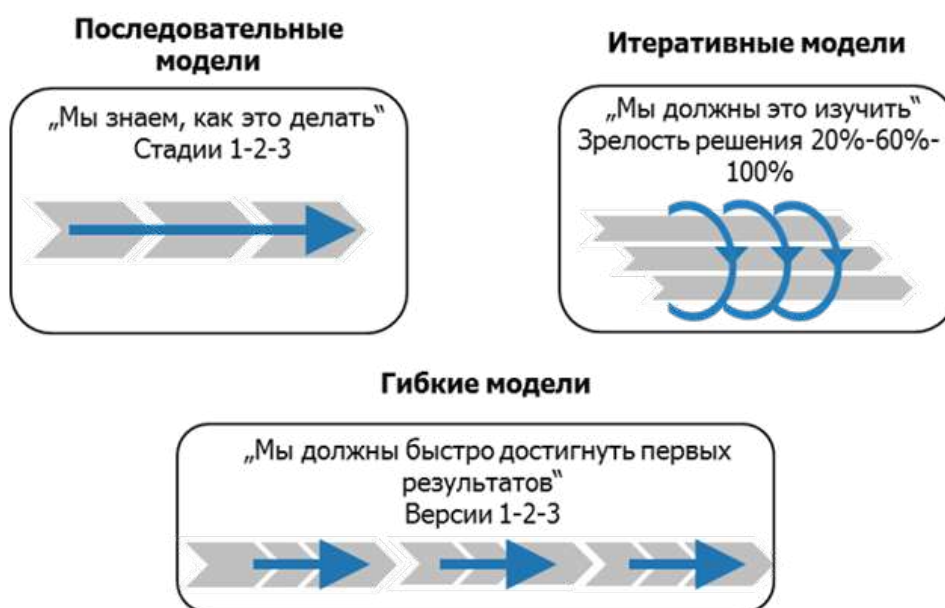 Последовательные
модели
„Мы знаем, как это делать“
Стадии 1-2-3
Итеративные модели
„Мы должны это изучить“
Зрелость решения 20%-60%-
100%
Гибкие модели
„Мы должны быстро достигнуть первых
результатов“
Версии 1-2-3